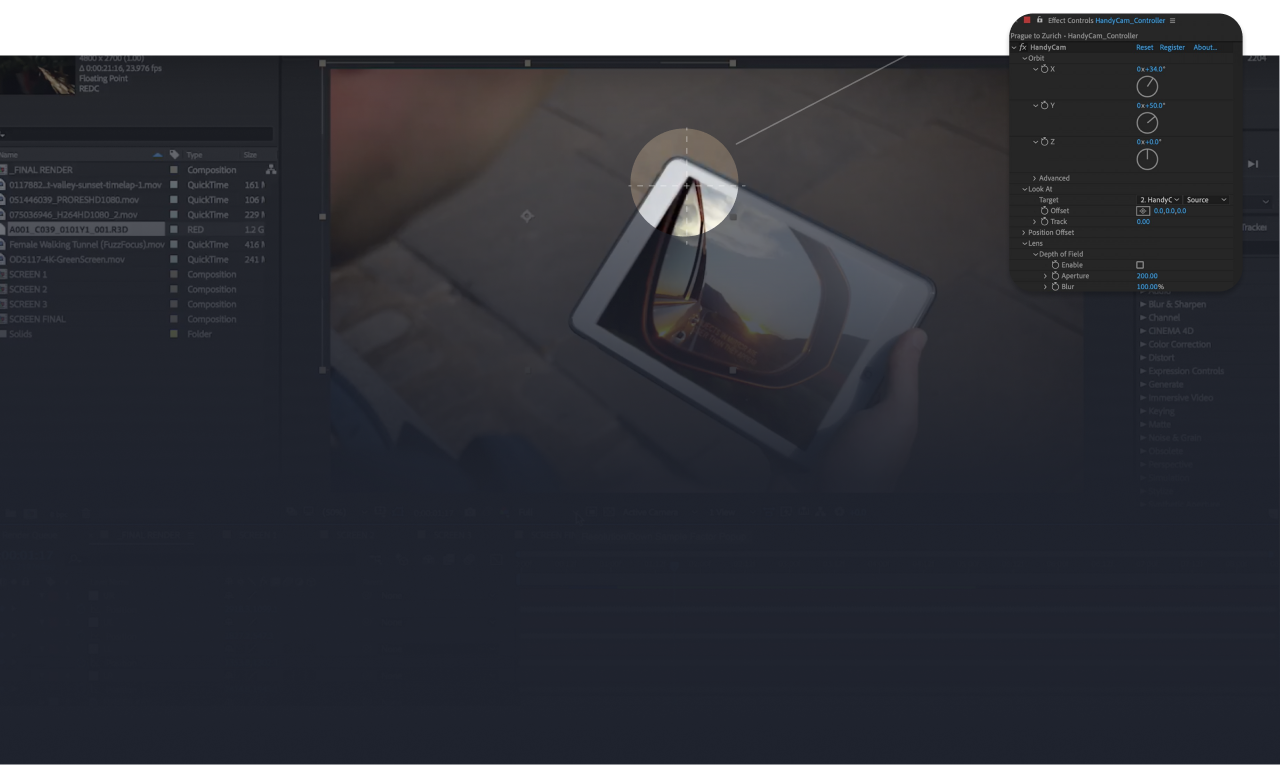 Effect Controls HandyCam_Controller
Prague to Zurich - HandyCam_Controller
fx HandyCam Reset Register About...
Orbit
X 0x+34.0°
Y 0x+50.0°
Z 0x+0.0°
Advanced
Look At
Target 2. HandyC Source
Offset 0.0,0.0,0.0
Track 0.00
Position Offset
Lens
Depth of Field
Enable
Aperture 200.00
Blur 100.00%
4800 x 2700 (1.00)
Δ 0:00:21:16, 23.976 fps
Floating Point
REDC
Name Type Size
_FINAL RENDER Composition
0117882...t-valley-sunset-timelap-1.mov QuickTime 161 M
051446039_PRORESHD1080.mov QuickTime 106 M
075036946_H264HD1080_2.mov QuickTime 229 M
A001_C039_0101Y1_001.R3D RED 1.2 G
Female Walking Tunnel (FuzzFocus).mov QuickTime 416 M
ODS117-4K-GreenScreen.mov QuickTime 241 M
SCREEN 1 Composition
SCREEN 2 Composition
SCREEN 3 Composition
SCREEN FINAL Composition
Solids Folder
2204
Tracker
Blur & Sharpen
Channel
CINEMA 4D
Color Correction
Distort
Expression Controls
Generate
Immersive Video
Keying
Matte
Noise & Grain